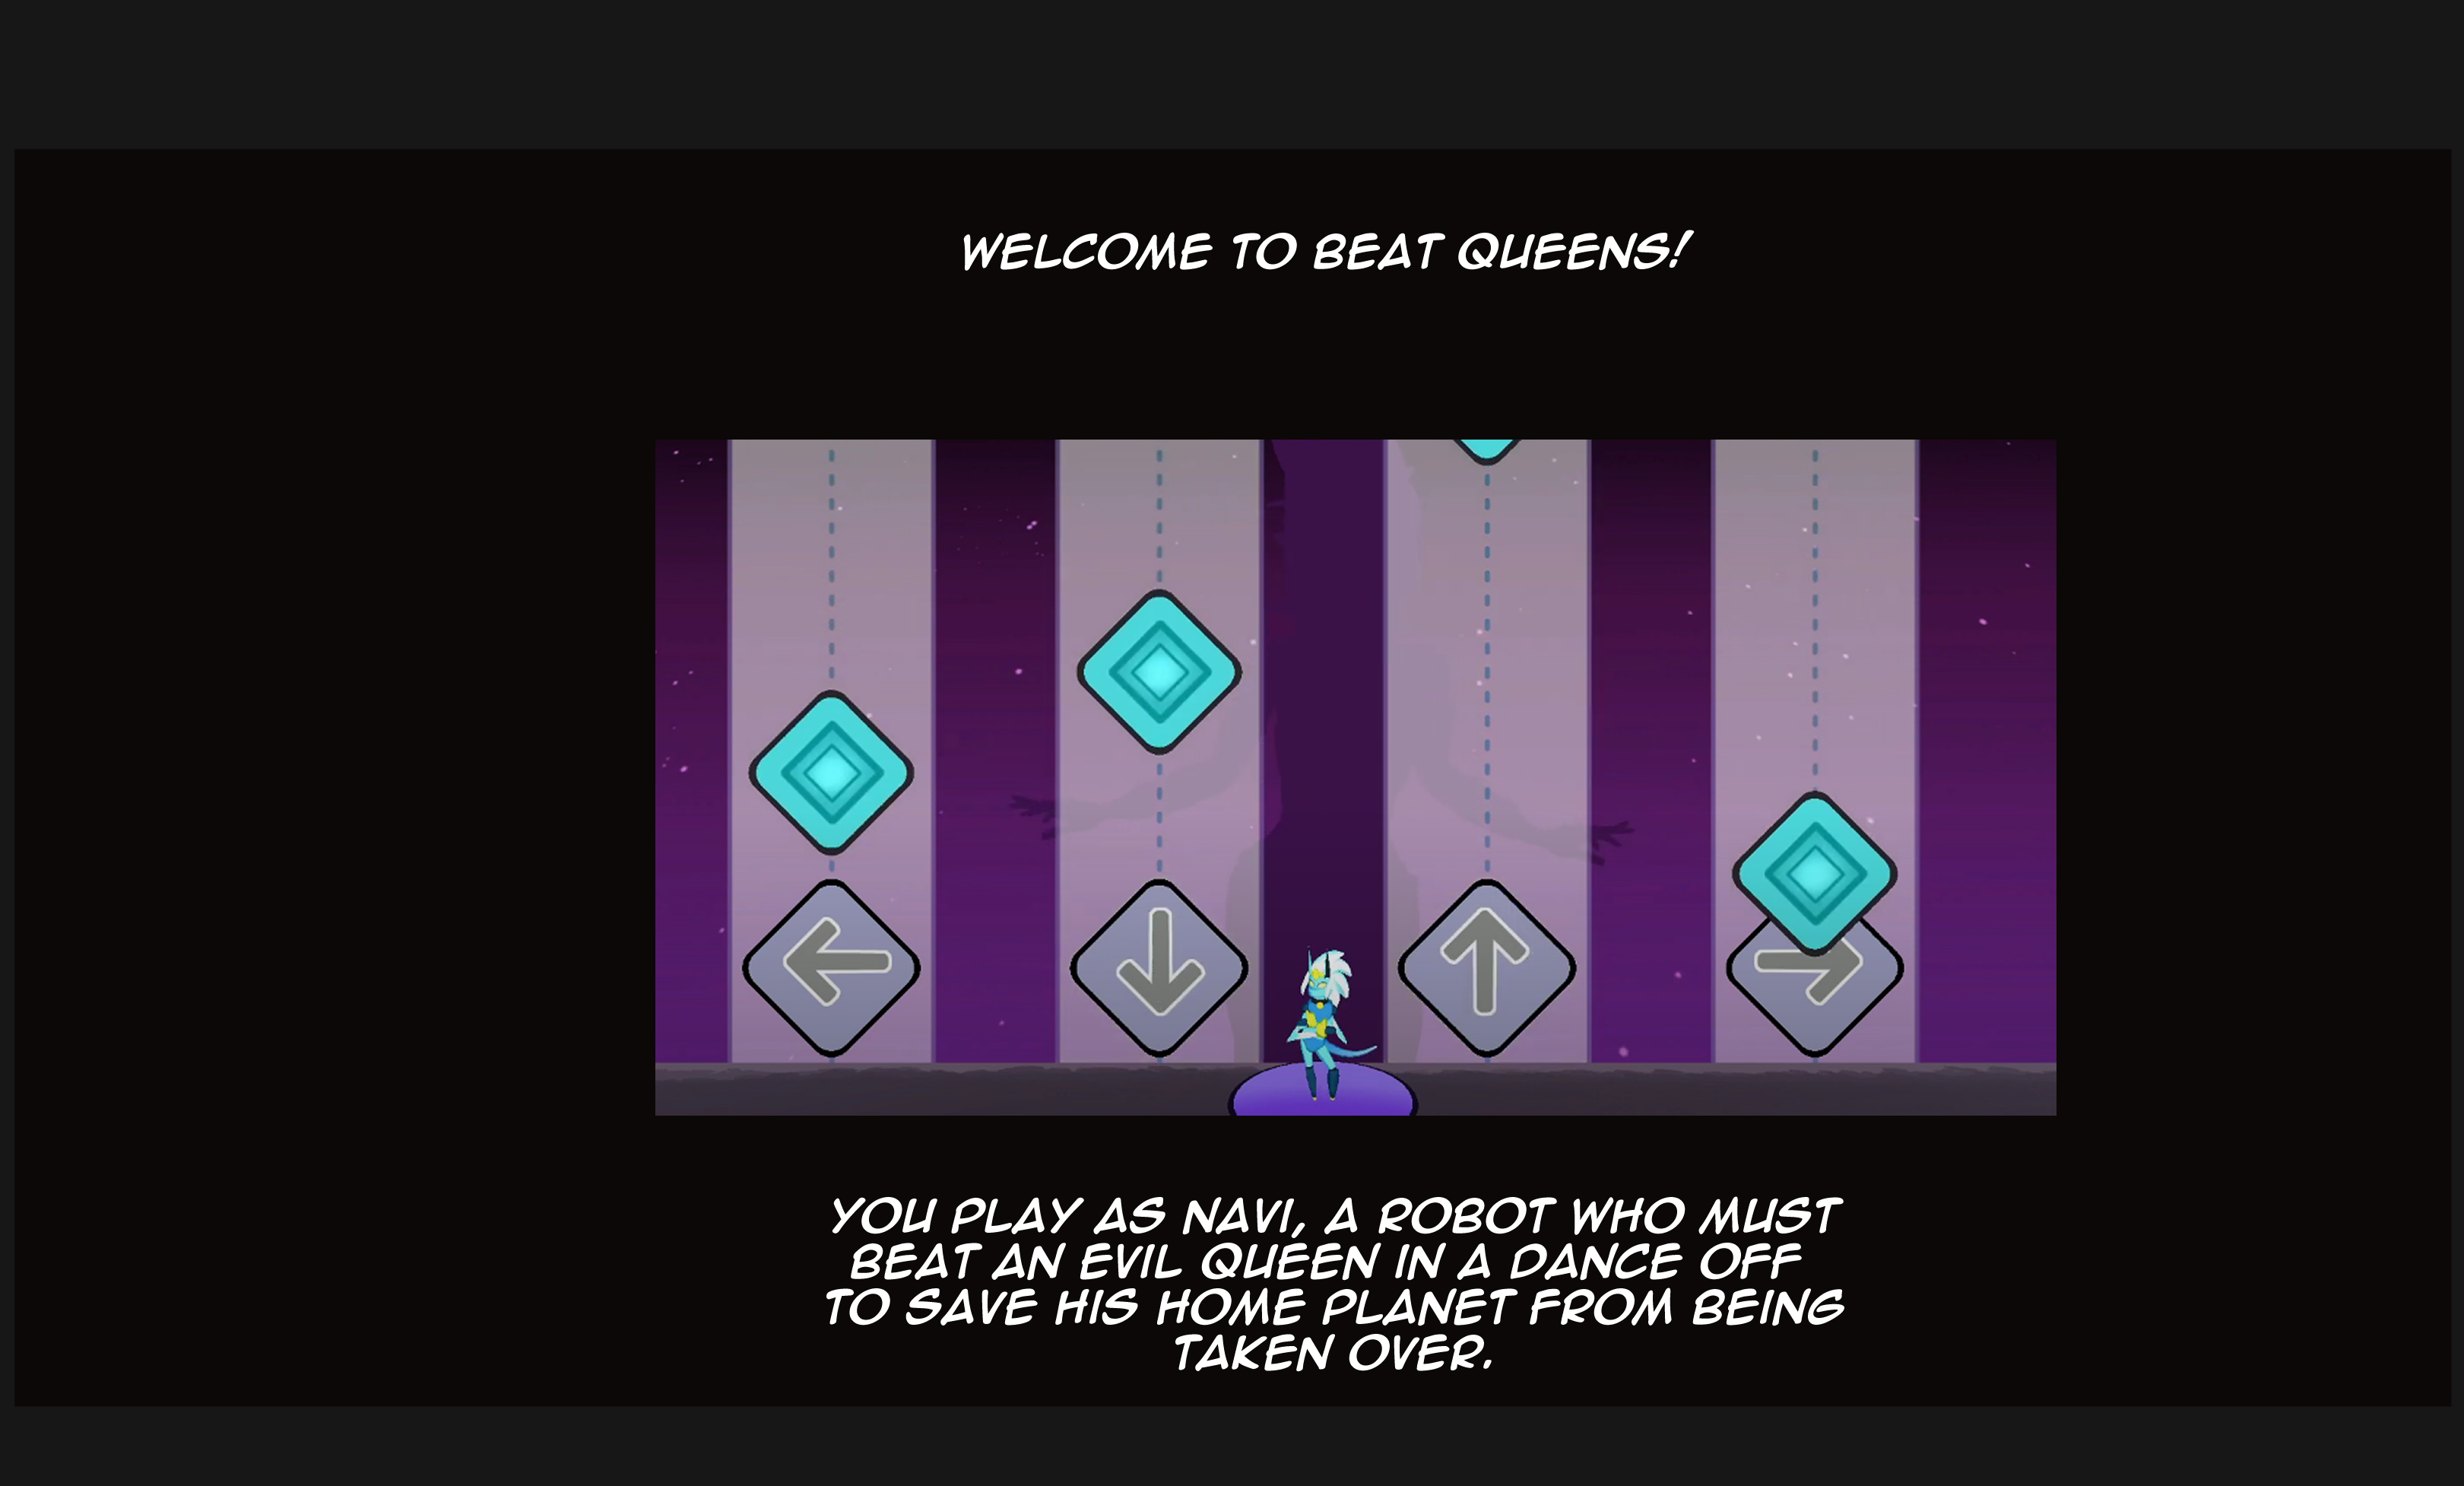 WELCOME TO BEAT QUEENS!
YOU PLAY AS NAVI, A ROBOT WHO MUST
BEAT AN EVIL QUEEN IN A DANCE OFF
TO SAVE HIS HOME PLANET FROM BEING
TAKEN OVER.